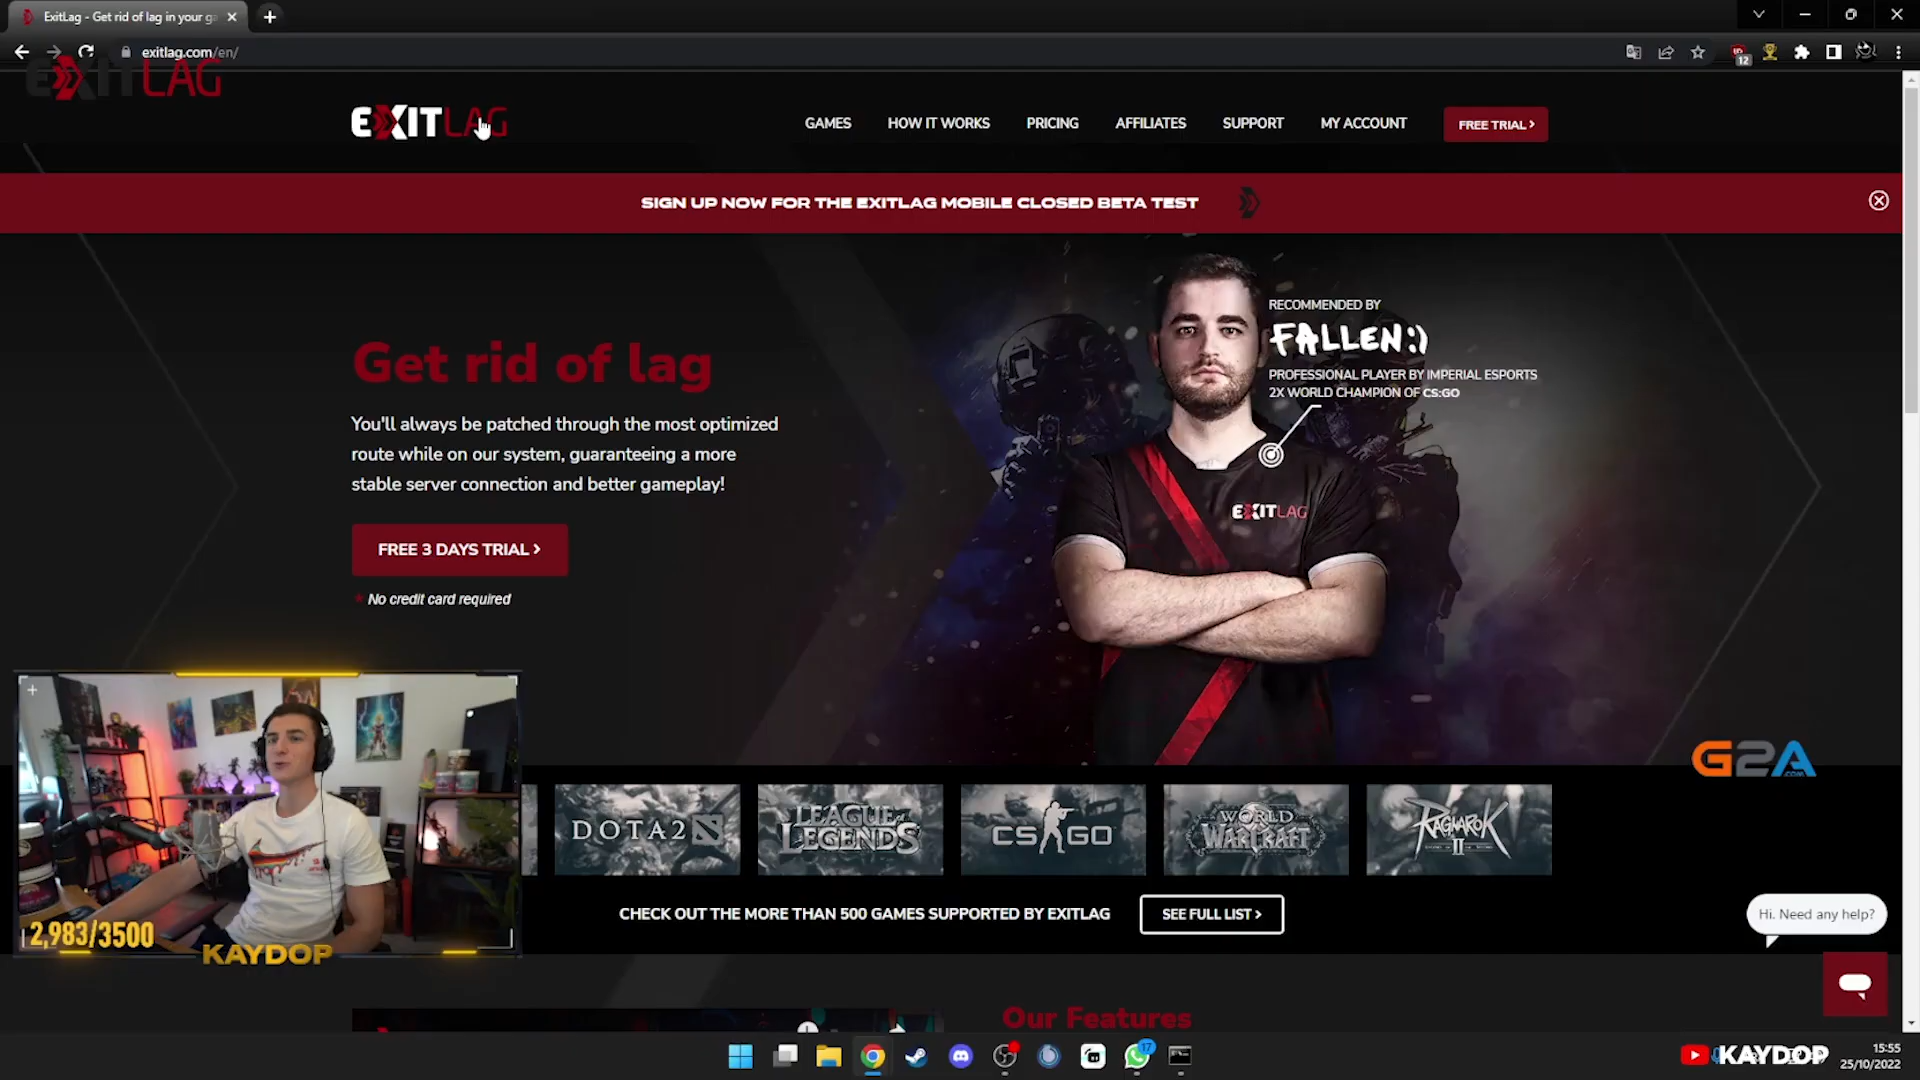 ExitLag - Get rid of lag in your ga
exitlag.com/en/
12
EXITLAG
EXITLAG
GAMES
HOW IT WORKS
PRICING
AFFILIATES
SUPPORT
MY ACCOUNT
FREE TRIAL >
SIGN UP NOW FOR THE EXITLAG MOBILE CLOSED BETA TEST
RECOMMENDED BY
FALLEN:)
PROFESSIONAL PLAYER BY IMPERIAL ESPORTS
2X WORLD CHAMPION OF CS:GO
Get rid of lag
You'll always be patched through the most optimized
route while on our system, guaranteeing a more
stable server connection and better gameplay!
EXITLAG
FREE 3 DAYS TRIAL >
* No credit card required
G2A
.COM
DOTA 2
LEAGUE OF LEGENDS
CS GO
WORLD OF WARCRAFT
RAGNAROK II
CHECK OUT THE MORE THAN 500 GAMES SUPPORTED BY EXITLAG
SEE FULL LIST >
Hi. Need any help?
2,983/3500
KAYDOP
Our Features
17
KAYDOP
15:55
25/10/2022